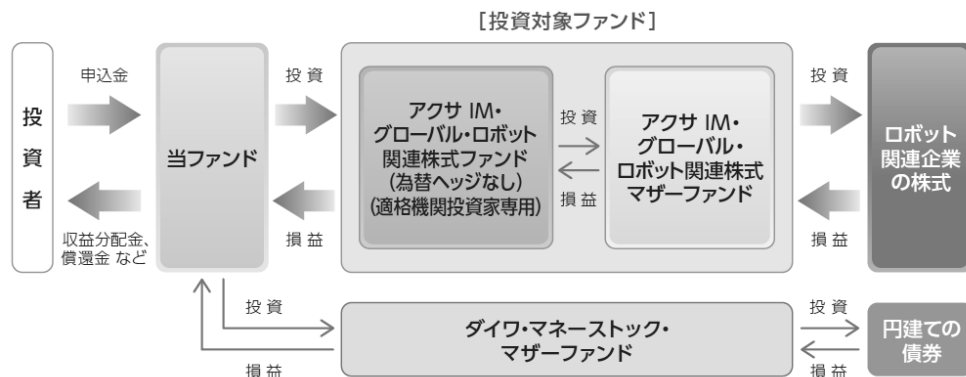 [投資対象ファンド]
投資者
申込金
収益分配金、
償還金 など
当ファンド
投 資
損 益
アクサ IM・
グローバル・ロボット
関連株式ファンド
(為替ヘッジなし)
(適格機関投資家専用)
投 資
損 益
アクサ IM・
グローバル・
ロボット関連株式
マザーファンド
投 資
損 益
ロボット
関連企業
の株式
投 資
損 益
ダイワ・マネーストック・
マザーファンド
投 資
損 益
円建ての
債券